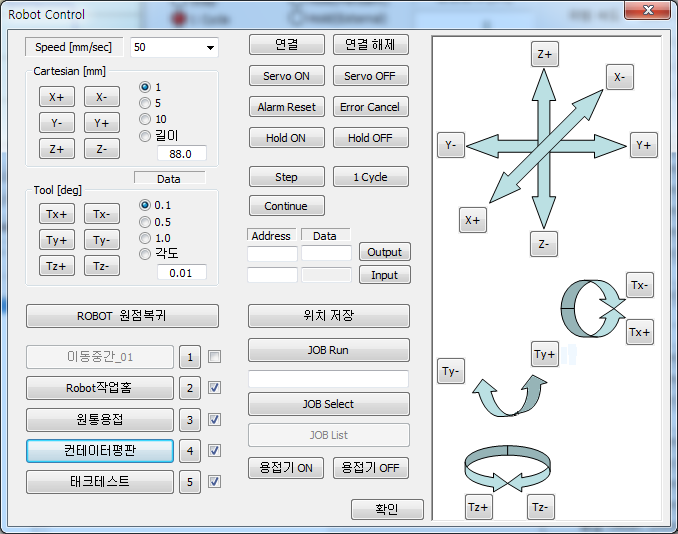 Robot Control
Speed [mm/sec]
50
Cartesian [mm]
X+
X-
1
5
Y-
Y+
10
길이
Z+
Z-
88.0
Data
Tool [deg]
Tx+
Tx-
0.1
0.5
Ty+
Ty-
1.0
각도
Tz+
Tz-
0.01
ROBOT 원점복귀
이동중간_01
1
Robot작업홈
2
원통용접
3
컨테이터평판
4
태크테스트
5
연결
연결 해제
Servo ON
Servo OFF
Alarm Reset
Error Cancel
Hold ON
Hold OFF
Step
1 Cycle
Continue
Address
Data
Output
Input
위치 저장
JOB Run
JOB Select
JOB List
용접기 ON
용접기 OFF
확인
Z+
X-
Y-
Y+
X+
Z-
Tx-
Tx+
Ty+
Ty-
Tz+
Tz-